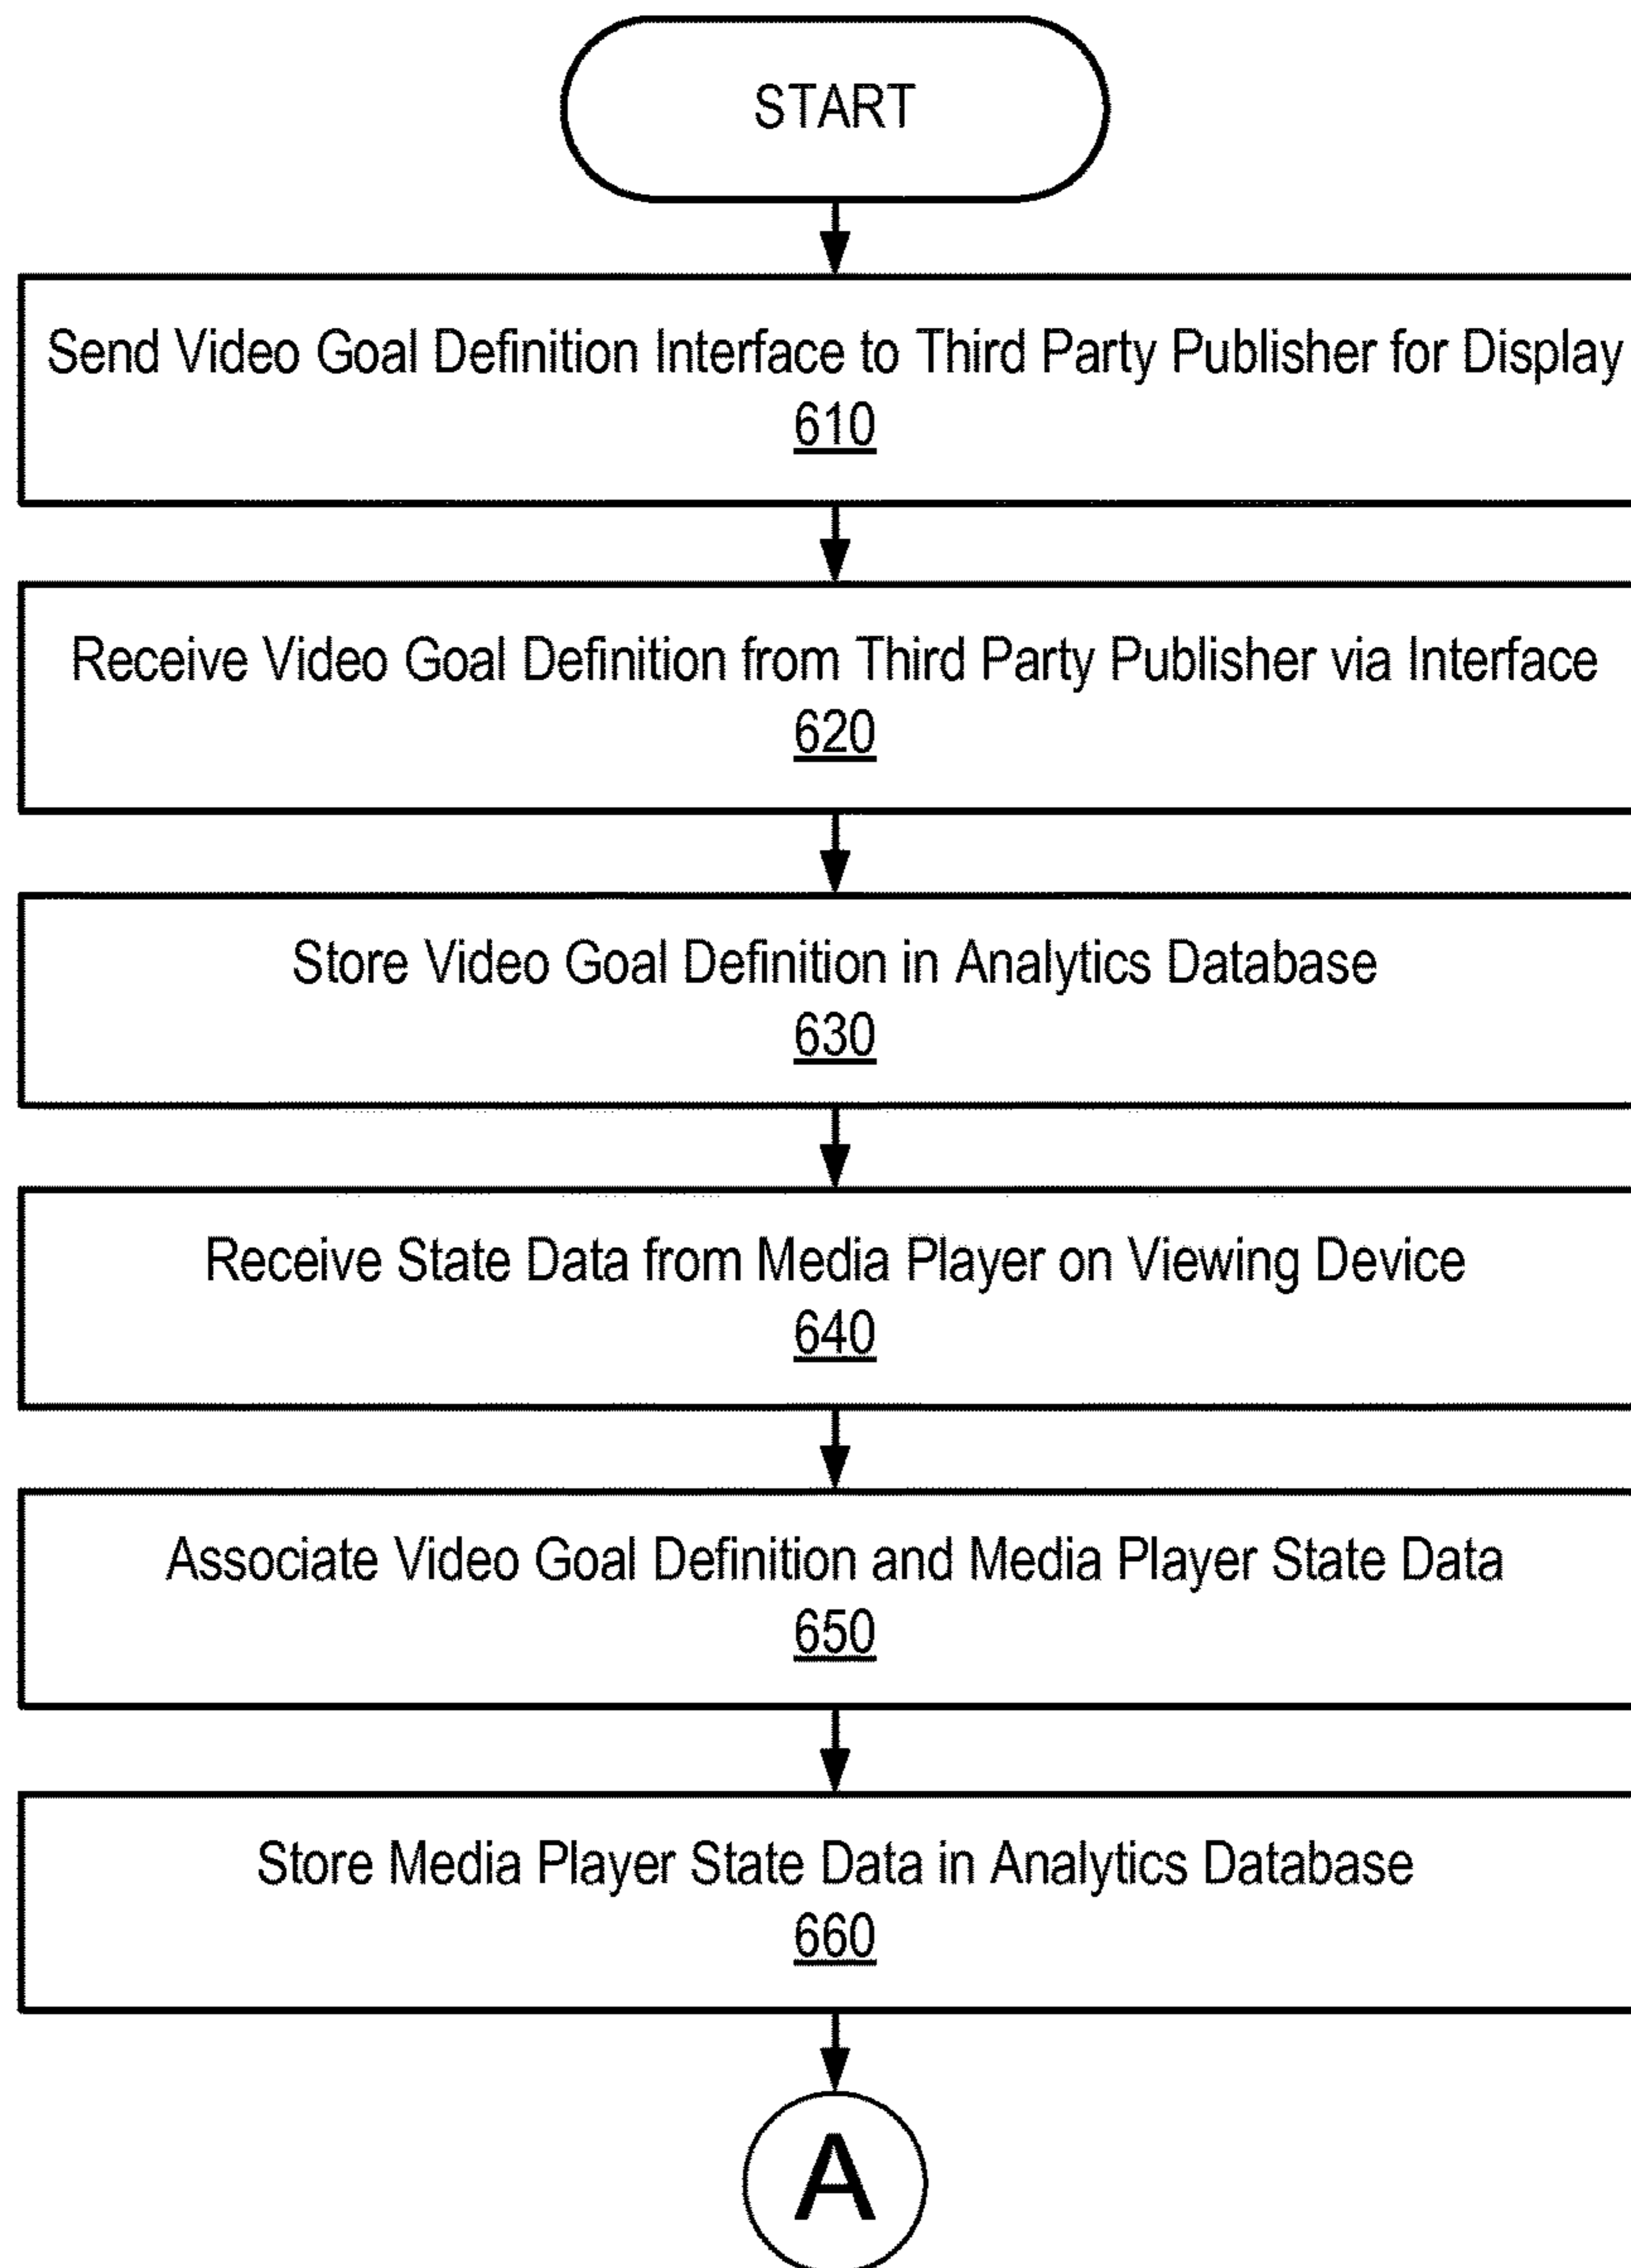 START
Send Video Goal Definition Interface to Third Party Publisher for Display
610
Receive Video Goal Definition from Third Party Publisher via Interface
620
Store Video Goal Definition in Analytics Database
630
Receive State Data from Media Player on Viewing Device
640
Associate Video Goal Definition and Media Player State Data
650
Store Media Player State Data in Analytics Database
660
A